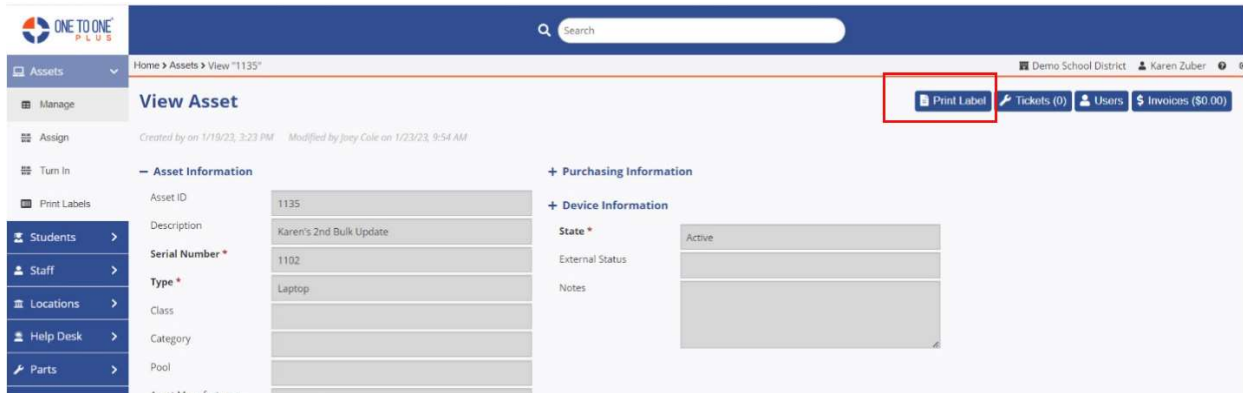 ONE TO ONE
PLUS
Search
Assets
Home > Assets > View "1135"
Demo School District Karen Zuber
Manage
View Asset
Print Label Tickets (0) Users $ Invoices ($0.00)
Assign
Created by on 1/19/23, 3:23 PM Modified by Joey Cole on 1/23/23, 9:54 AM
Turn In
− Asset Information
+ Purchasing Information
Print Labels
Asset ID 1135
+ Device Information
Students
Description Karen's 2nd Bulk Update
State * Active
Serial Number * 1102
External Status
Staff
Type * Laptop
Notes
Locations
Class
Help Desk
Category
Parts
Pool